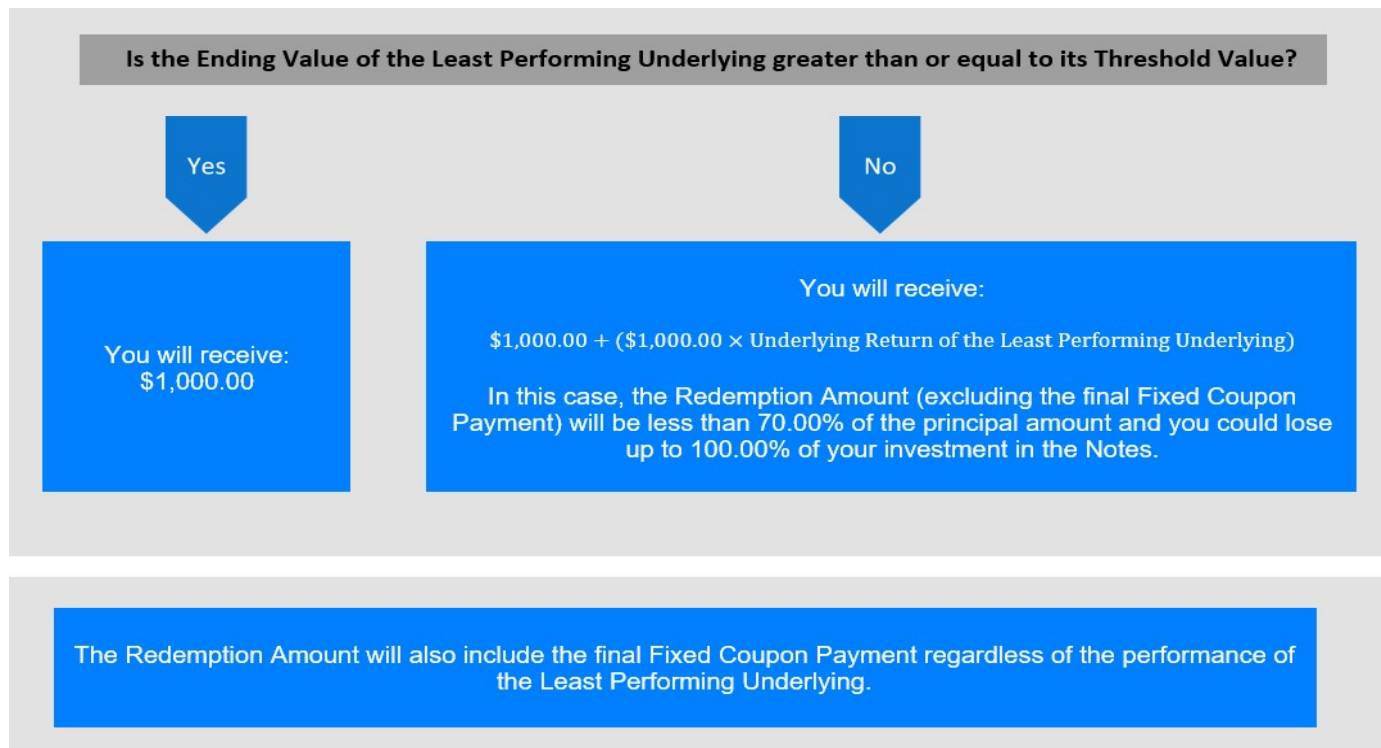 Is the Ending Value of the Least Performing Underlying greater than or equal to its Threshold Value?
Yes
No
You will receive:
$1,000.00
You will receive:
$1,000.00 + ($1,000.00 × Underlying Return of the Least Performing Underlying)
In this case, the Redemption Amount (excluding the final Fixed Coupon
Payment) will be less than 70.00% of the principal amount and you could lose
up to 100.00% of your investment in the Notes.
The Redemption Amount will also include the final Fixed Coupon Payment regardless of the performance of
the Least Performing Underlying.